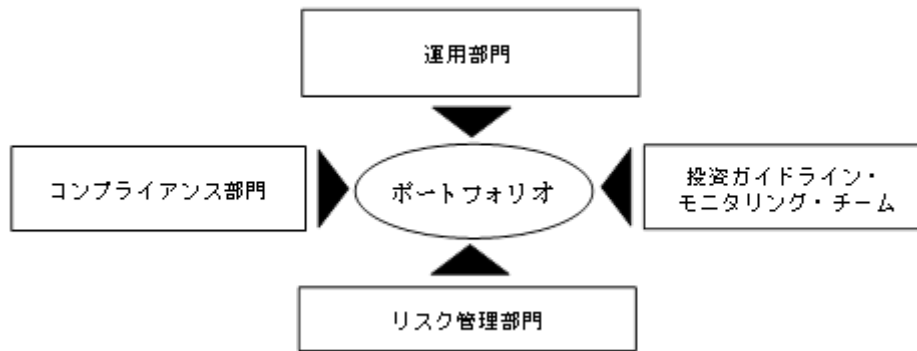 運用部門
コンプライアンス部門
ポートフォリオ
投資ガイドライン・
モニタリング・チーム
リスク管理部門